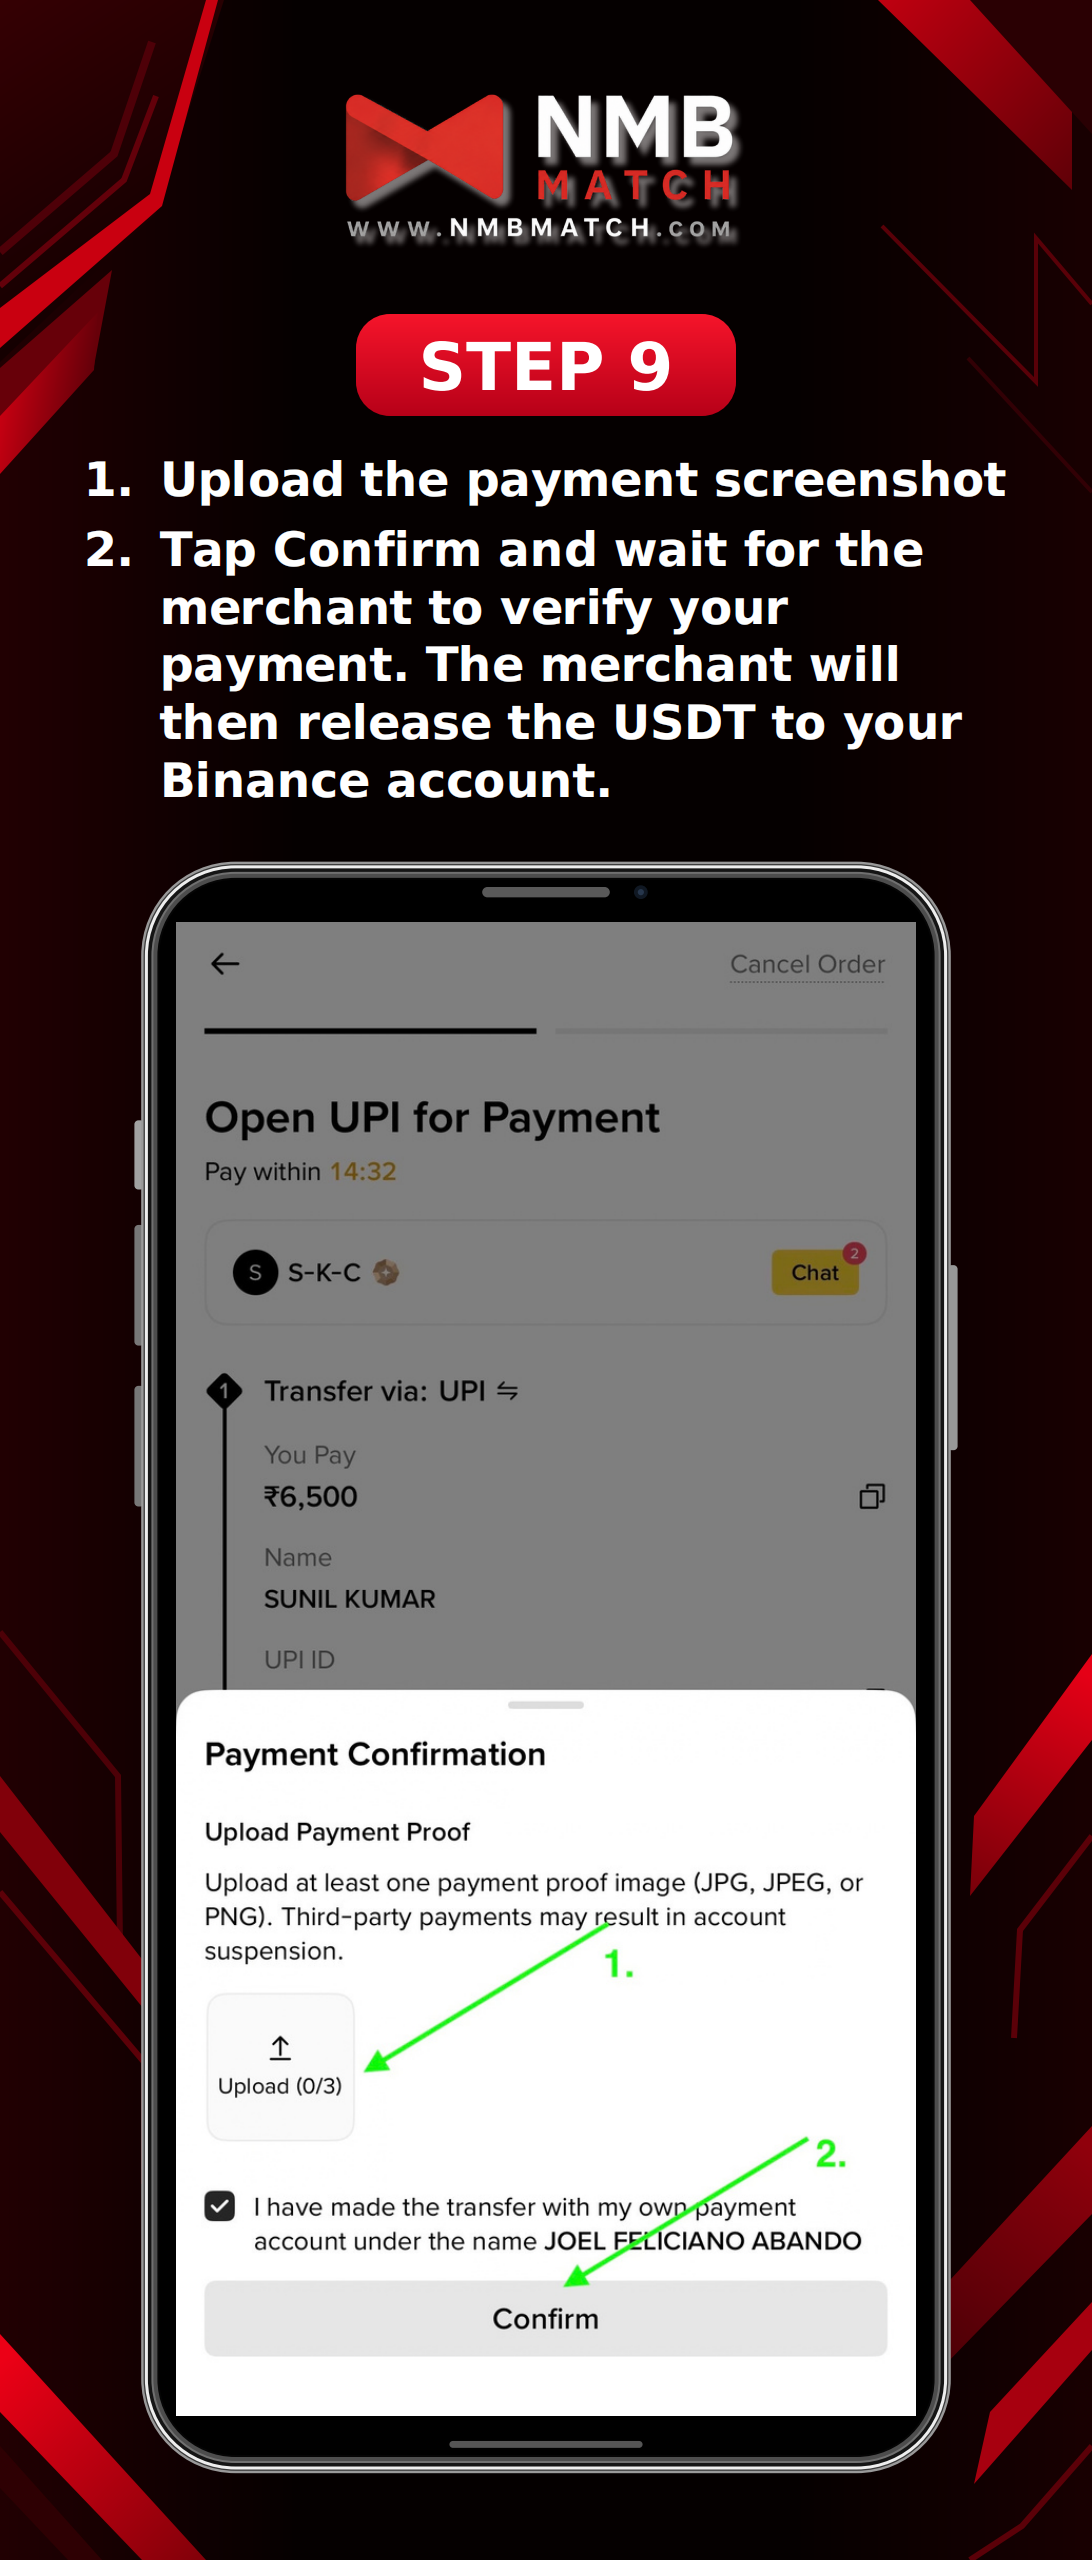 NMB
MATCH
WWW.NMBMATCH.COM
STEP 9
1. Upload the payment screenshot
2. Tap Confirm and wait for the
merchant to verify your
payment. The merchant will
then release the USDT to your
Binance account.
Cancel Order
Open UPI for Payment
Pay within 14:32
S S-K-C
Chat
2
1 Transfer via: UPI
You Pay
₹6,500
Name
SUNIL KUMAR
UPI ID
Payment Confirmation
Upload Payment Proof
Upload at least one payment proof image (JPG, JPEG, or
PNG). Third-party payments may result in account
suspension.
1.
Upload (0/3)
2.
I have made the transfer with my own payment
account under the name JOEL FELICIANO ABANDO
Confirm